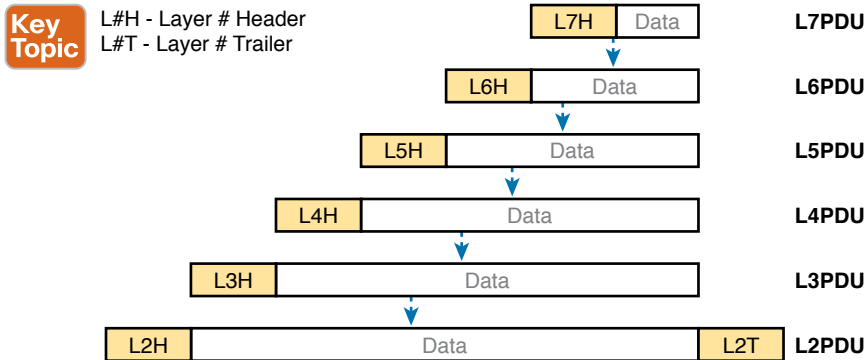 Key
Topic
L#H - Layer # Header
L#T - Layer # Trailer
L7H Data L7PDU
L6H Data L6PDU
L5H Data L5PDU
L4H Data L4PDU
L3H Data L3PDU
L2H Data L2T L2PDU